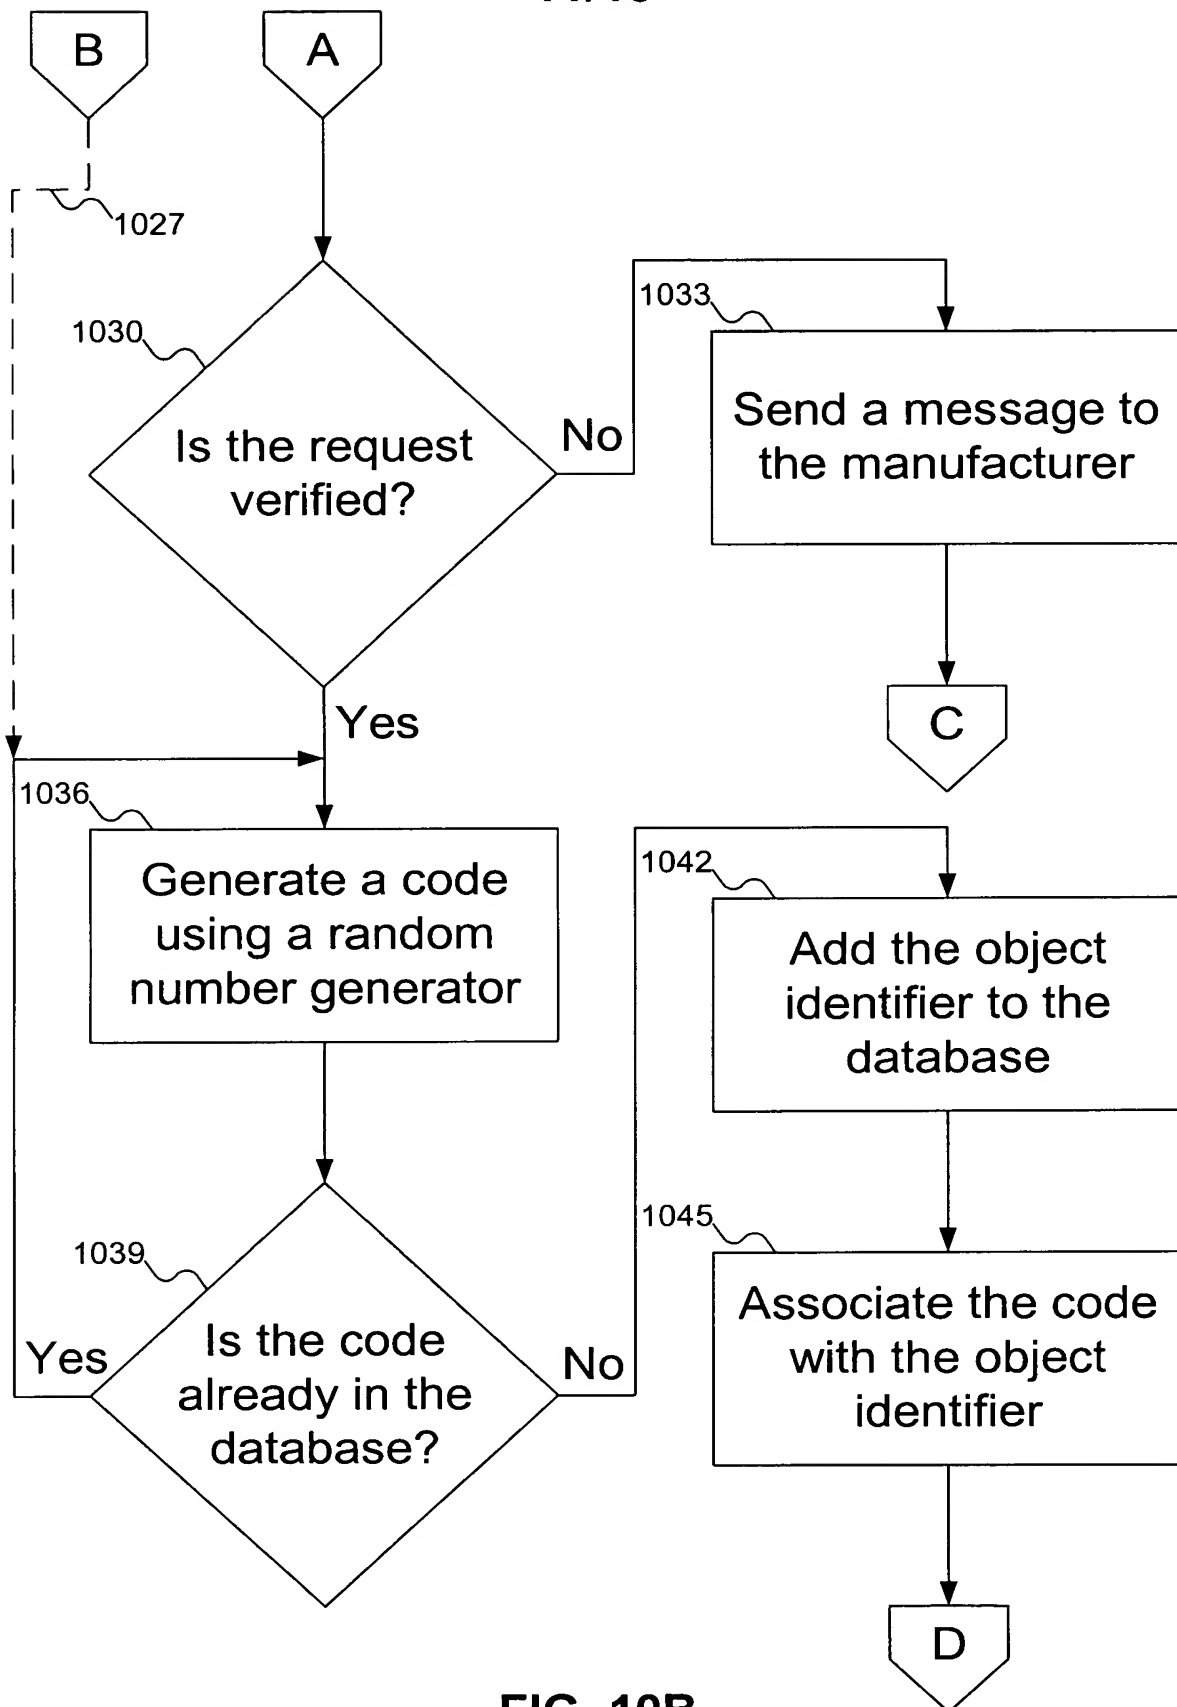 B
A
1027
1030
Is the request
verified?
No
1033
Send a message to
the manufacturer
C
Yes
1036
Generate a code
using a random
number generator
1042
Add the object
identifier to the
database
1039
Is the code
already in the
database?
Yes
No
1045
Associate the code
with the object
identifier
D
FIG. 10B